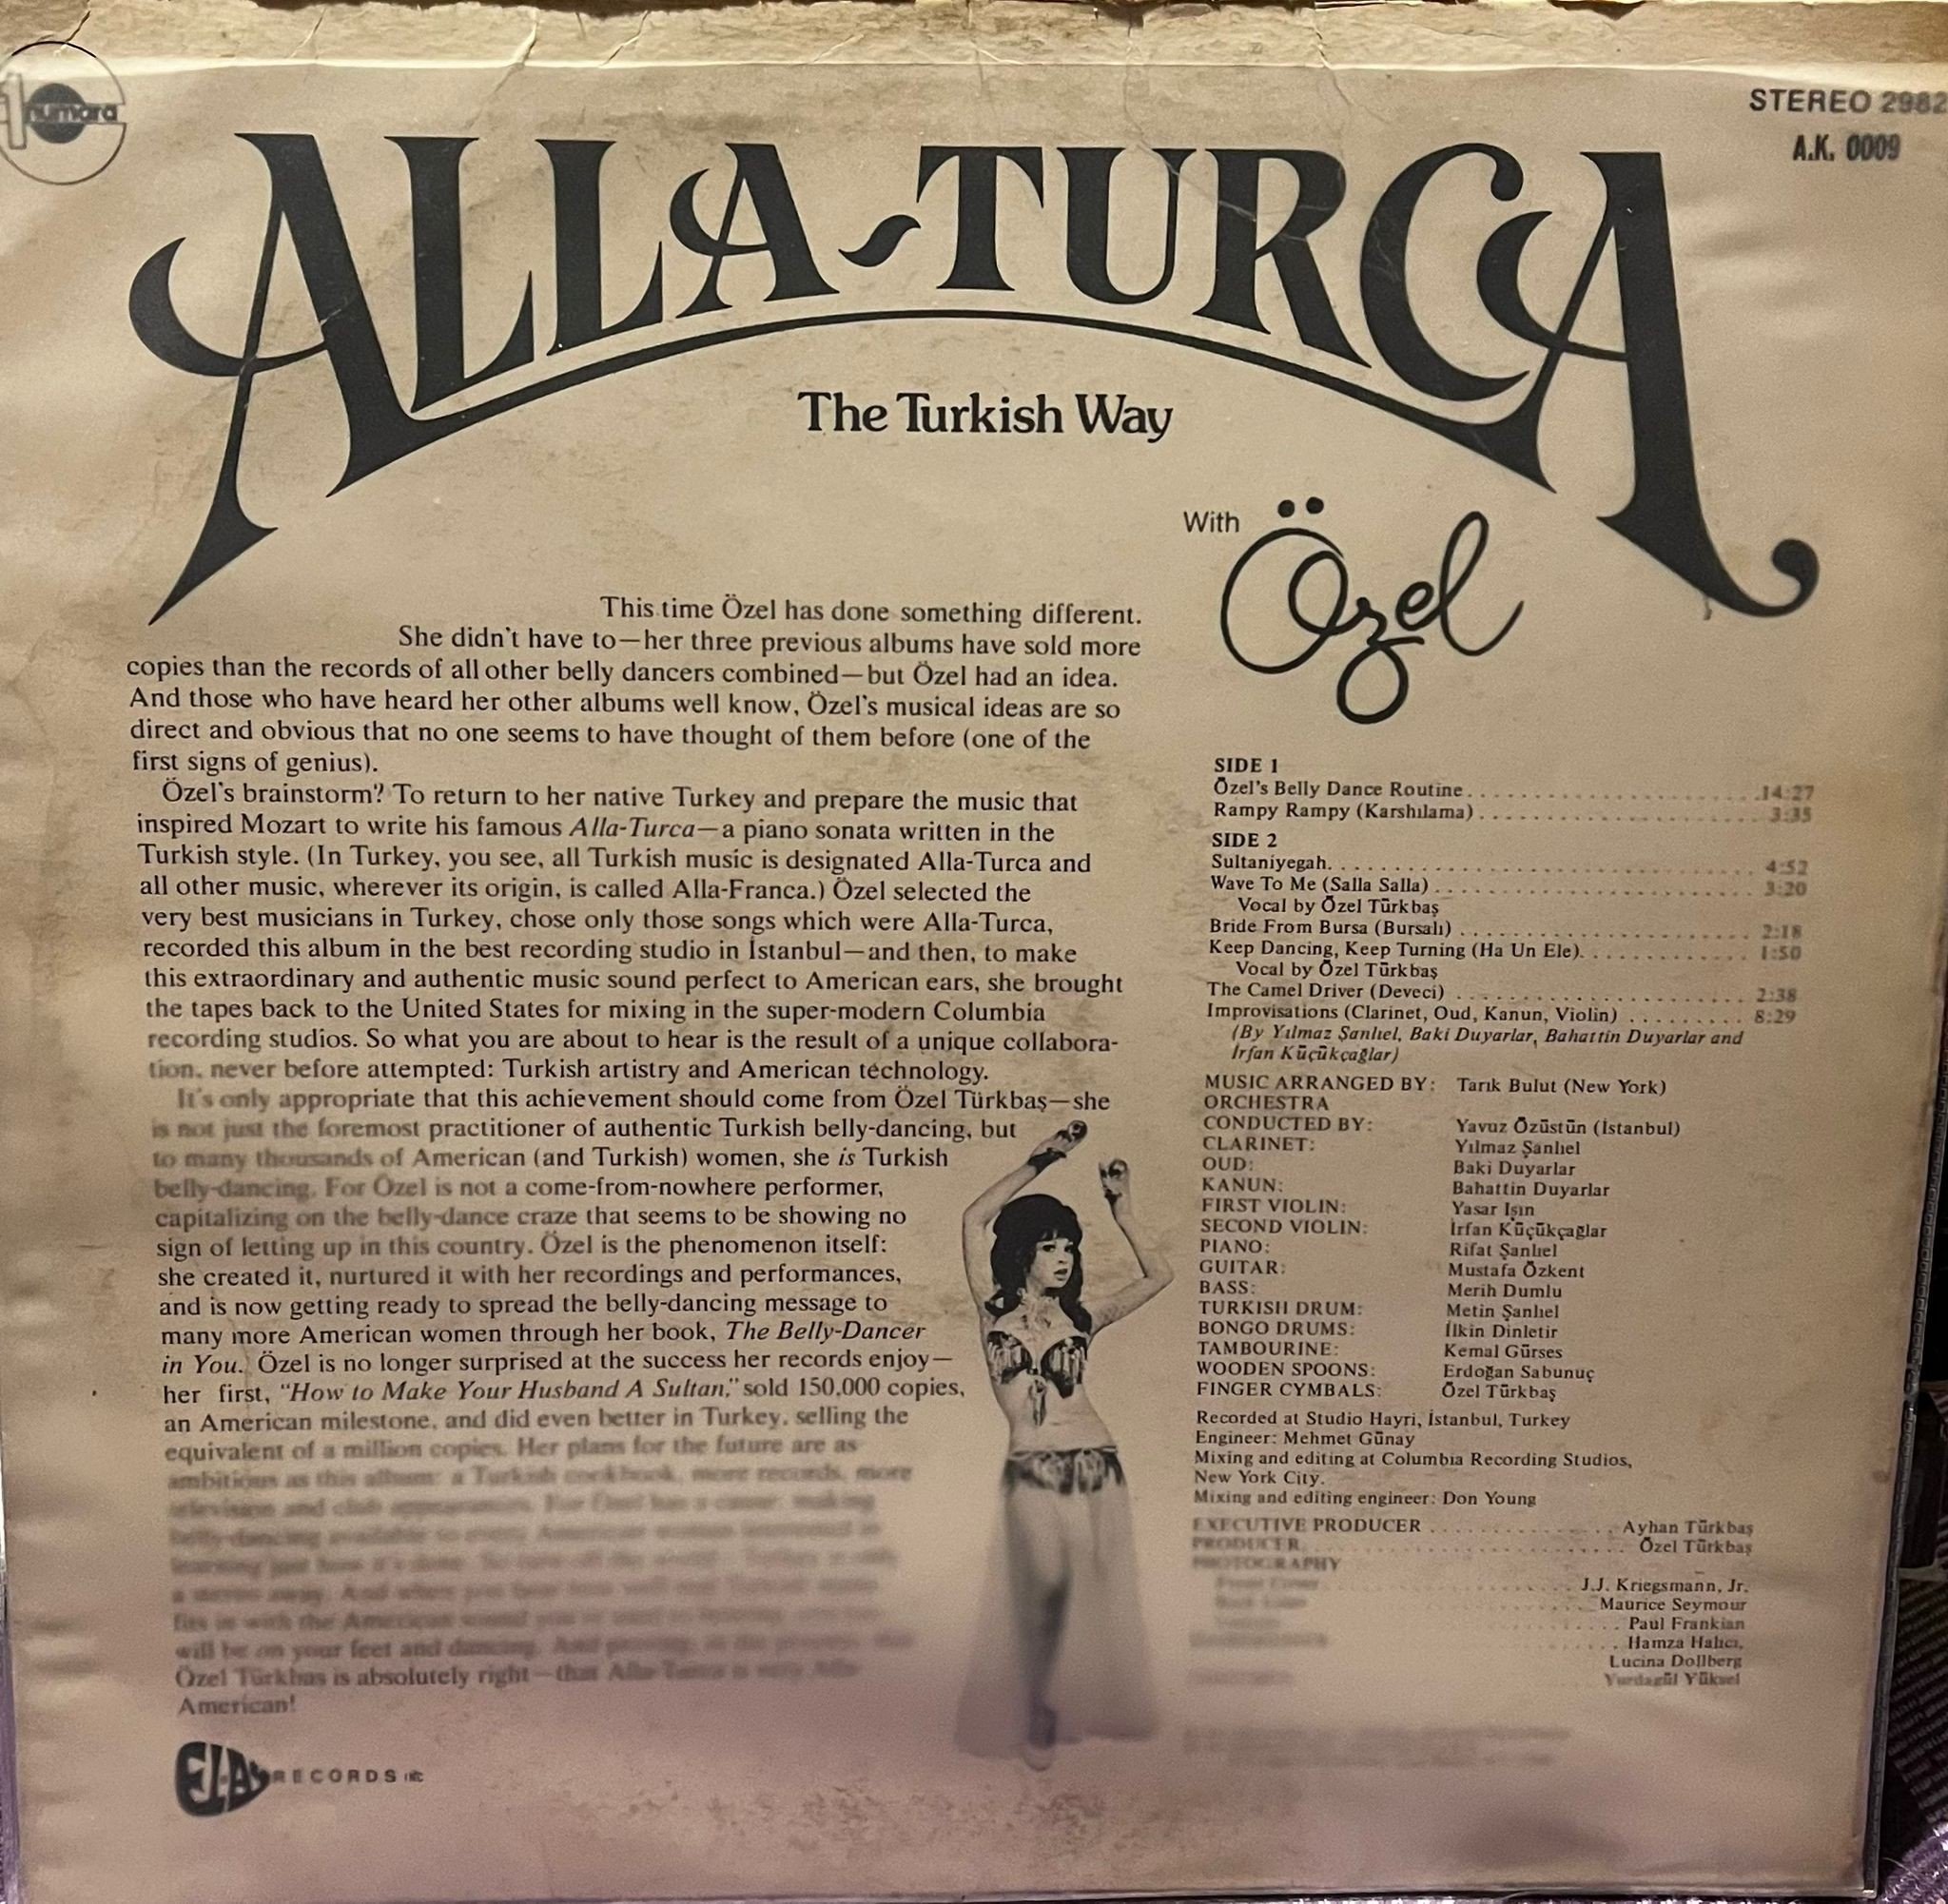 1 numara
STEREO 2982
A.K. 0009
ALLA-TURCA
The Turkish Way
With Özel
This time Özel has done something different.
She didn't have to—her three previous albums have sold more
copies than the records of all other belly dancers combined—but Özel had an idea.
And those who have heard her other albums well know, Özel's musical ideas are so
direct and obvious that no one seems to have thought of them before (one of the
first signs of genius).
Özel's brainstorm? To return to her native Turkey and prepare the music that
inspired Mozart to write his famous Alla-Turca—a piano sonata written in the
Turkish style. (In Turkey, you see, all Turkish music is designated Alla-Turca and
all other music, wherever its origin, is called Alla-Franca.) Özel selected the
very best musicians in Turkey, chose only those songs which were Alla-Turca,
recorded this album in the best recording studio in İstanbul—and then, to make
this extraordinary and authentic music sound perfect to American ears, she brought
the tapes back to the United States for mixing in the super-modern Columbia
recording studios. So what you are about to hear is the result of a unique collabora-
tion, never before attempted: Turkish artistry and American technology.
It's only appropriate that this achievement should come from Özel Türkbaş—she
is not just the foremost practitioner of authentic Turkish belly-dancing, but
to many thousands of American (and Turkish) women, she is Turkish
belly-dancing. For Özel is not a come-from-nowhere performer,
capitalizing on the belly-dance craze that seems to be showing no
sign of letting up in this country. Özel is the phenomenon itself:
she created it, nurtured it with her recordings and performances,
and is now getting ready to spread the belly-dancing message to
many more American women through her book, The Belly-Dancer
in You. Özel is no longer surprised at the success her records enjoy—
her first, "How to Make Your Husband A Sultan," sold 150,000 copies,
an American milestone, and did even better in Turkey, selling the
equivalent of a million copies. Her plans for the future are as
ambitious as this album: a Turkish cookbook, more records, more
television and club appearances.
will be on your feet and dancing.
Özel Türkbas is absolutely right—that Alla-Turca is very Alla-
American!
EL-AY RECORDS INC
SIDE 1
Özel's Belly Dance Routine . . . . . . . . . . 14:27
Rampy Rampy (Karshılama) . . . . . . . . . . 3:35
SIDE 2
Sultaniyegah. . . . . . . . . . 4:52
Wave To Me (Salla Salla) . . . . . . . . . . 3:20
Vocal by Özel Türkbaş
Bride From Bursa (Bursalı) . . . . . . . . . . 2:18
Keep Dancing, Keep Turning (Ha Un Ele). . . . . . . . . . 1:50
Vocal by Özel Türkbaş
The Camel Driver (Deveci) . . . . . . . . . . 2:38
Improvisations (Clarinet, Oud, Kanun, Violin) . . . . . . . . . 8:29
(By Yılmaz Şanlıel, Baki Duyarlar, Bahattin Duyarlar and
İrfan Küçükçağlar)
MUSIC ARRANGED BY: Tarık Bulut (New York)
ORCHESTRA
CONDUCTED BY: Yavuz Özüstün (İstanbul)
CLARINET: Yılmaz Şanlıel
OUD: Baki Duyarlar
KANUN: Bahattin Duyarlar
FIRST VIOLIN: Yasar Işın
SECOND VIOLIN: İrfan Küçükçağlar
PIANO: Rifat Şanlıel
GUITAR: Mustafa Özkent
BASS: Merih Dumlu
TURKISH DRUM: Metin Şanlıel
BONGO DRUMS: İlkin Dinletir
TAMBOURINE: Kemal Gürses
WOODEN SPOONS: Erdoğan Sabunuç
FINGER CYMBALS: Özel Türkbaş
Recorded at Studio Hayri, İstanbul, Turkey
Engineer: Mehmet Günay
Mixing and editing at Columbia Recording Studios,
New York City.
Mixing and editing engineer: Don Young
EXECUTIVE PRODUCER . . . . . . . . . . Ayhan Türkbaş
PRODUCER. . . . . . . . . . Özel Türkbaş
PHOTOGRAPHY
Front Cover . . . . . . . . . . J.J. Kriegsmann, Jr.
Back Cover . . . . . . . . . . Maurice Seymour
Paul Frankian
Hamza Halıcı,
Lucina Dollberg
Yurdagül Yüksel